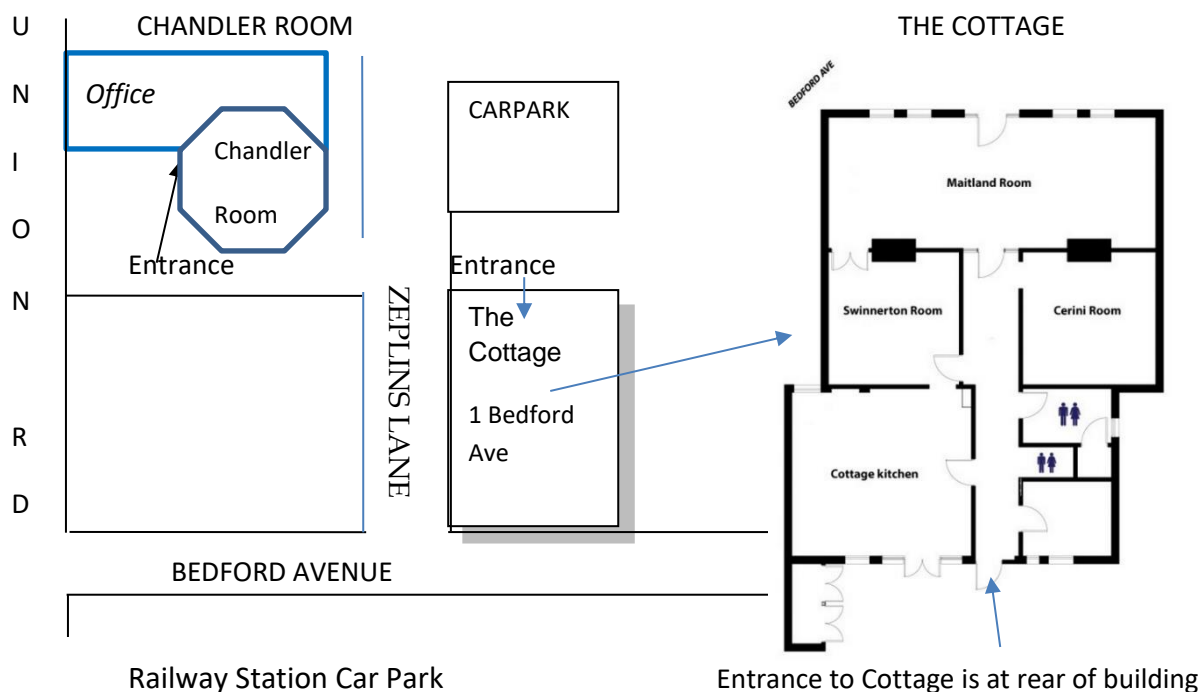 CHANDLER ROOM
THE COTTAGE
UNION RD
Office
Chandler
Room
Entrance
CARPARK
Entrance
The
Cottage
1 Bedford
Ave
ZEPLINS LANE
BEDFORD AVENUE
Railway Station Car Park
BEDFORD AVE
Maitland Room
Swinnerton Room
Cerini Room
Cottage kitchen
Entrance to Cottage is at rear of building